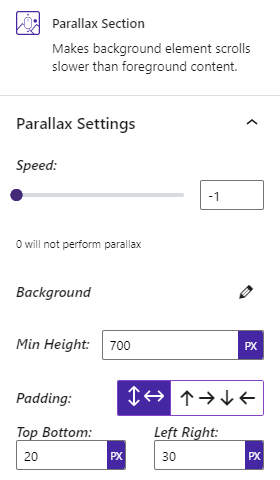 Parallax Section
Makes background element scrolls
slower than foreground content.
Parallax Settings
Speed:
-1
0 will not perform parallax
Background
Min Height: 700 PX
Padding:
Top Bottom: Left Right:
20 PX 30 PX